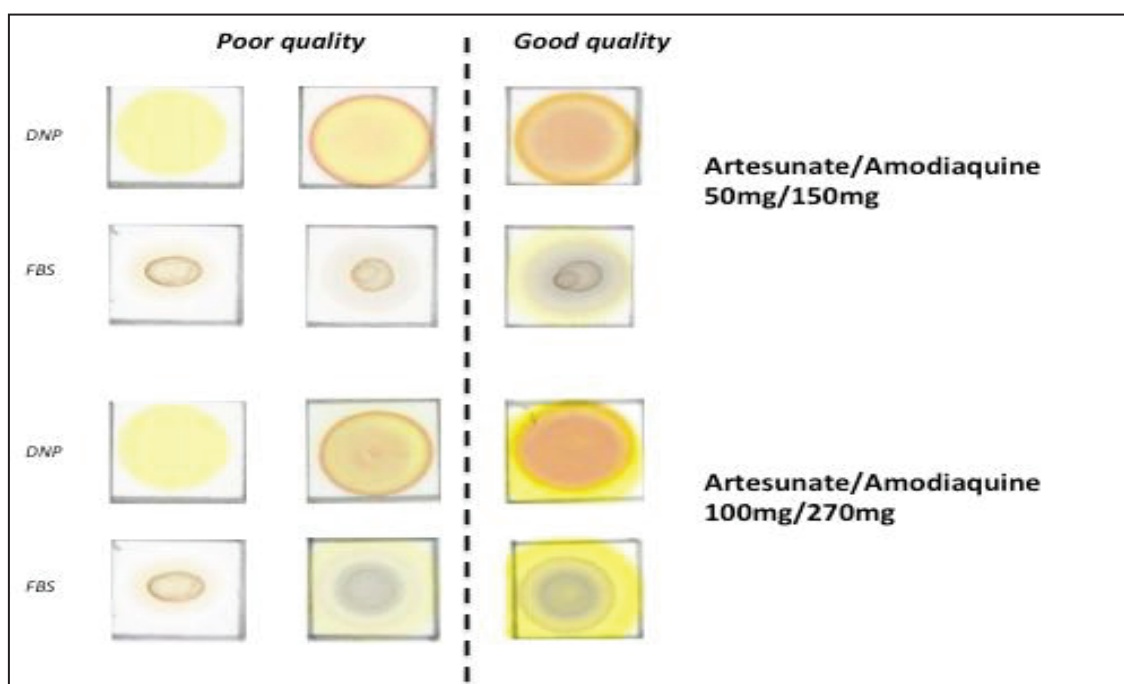 Poor quality
Good quality
DNP
Artesunate/Amodiaquine
50mg/150mg
FBS
DNP
Artesunate/Amodiaquine
100mg/270mg
FBS